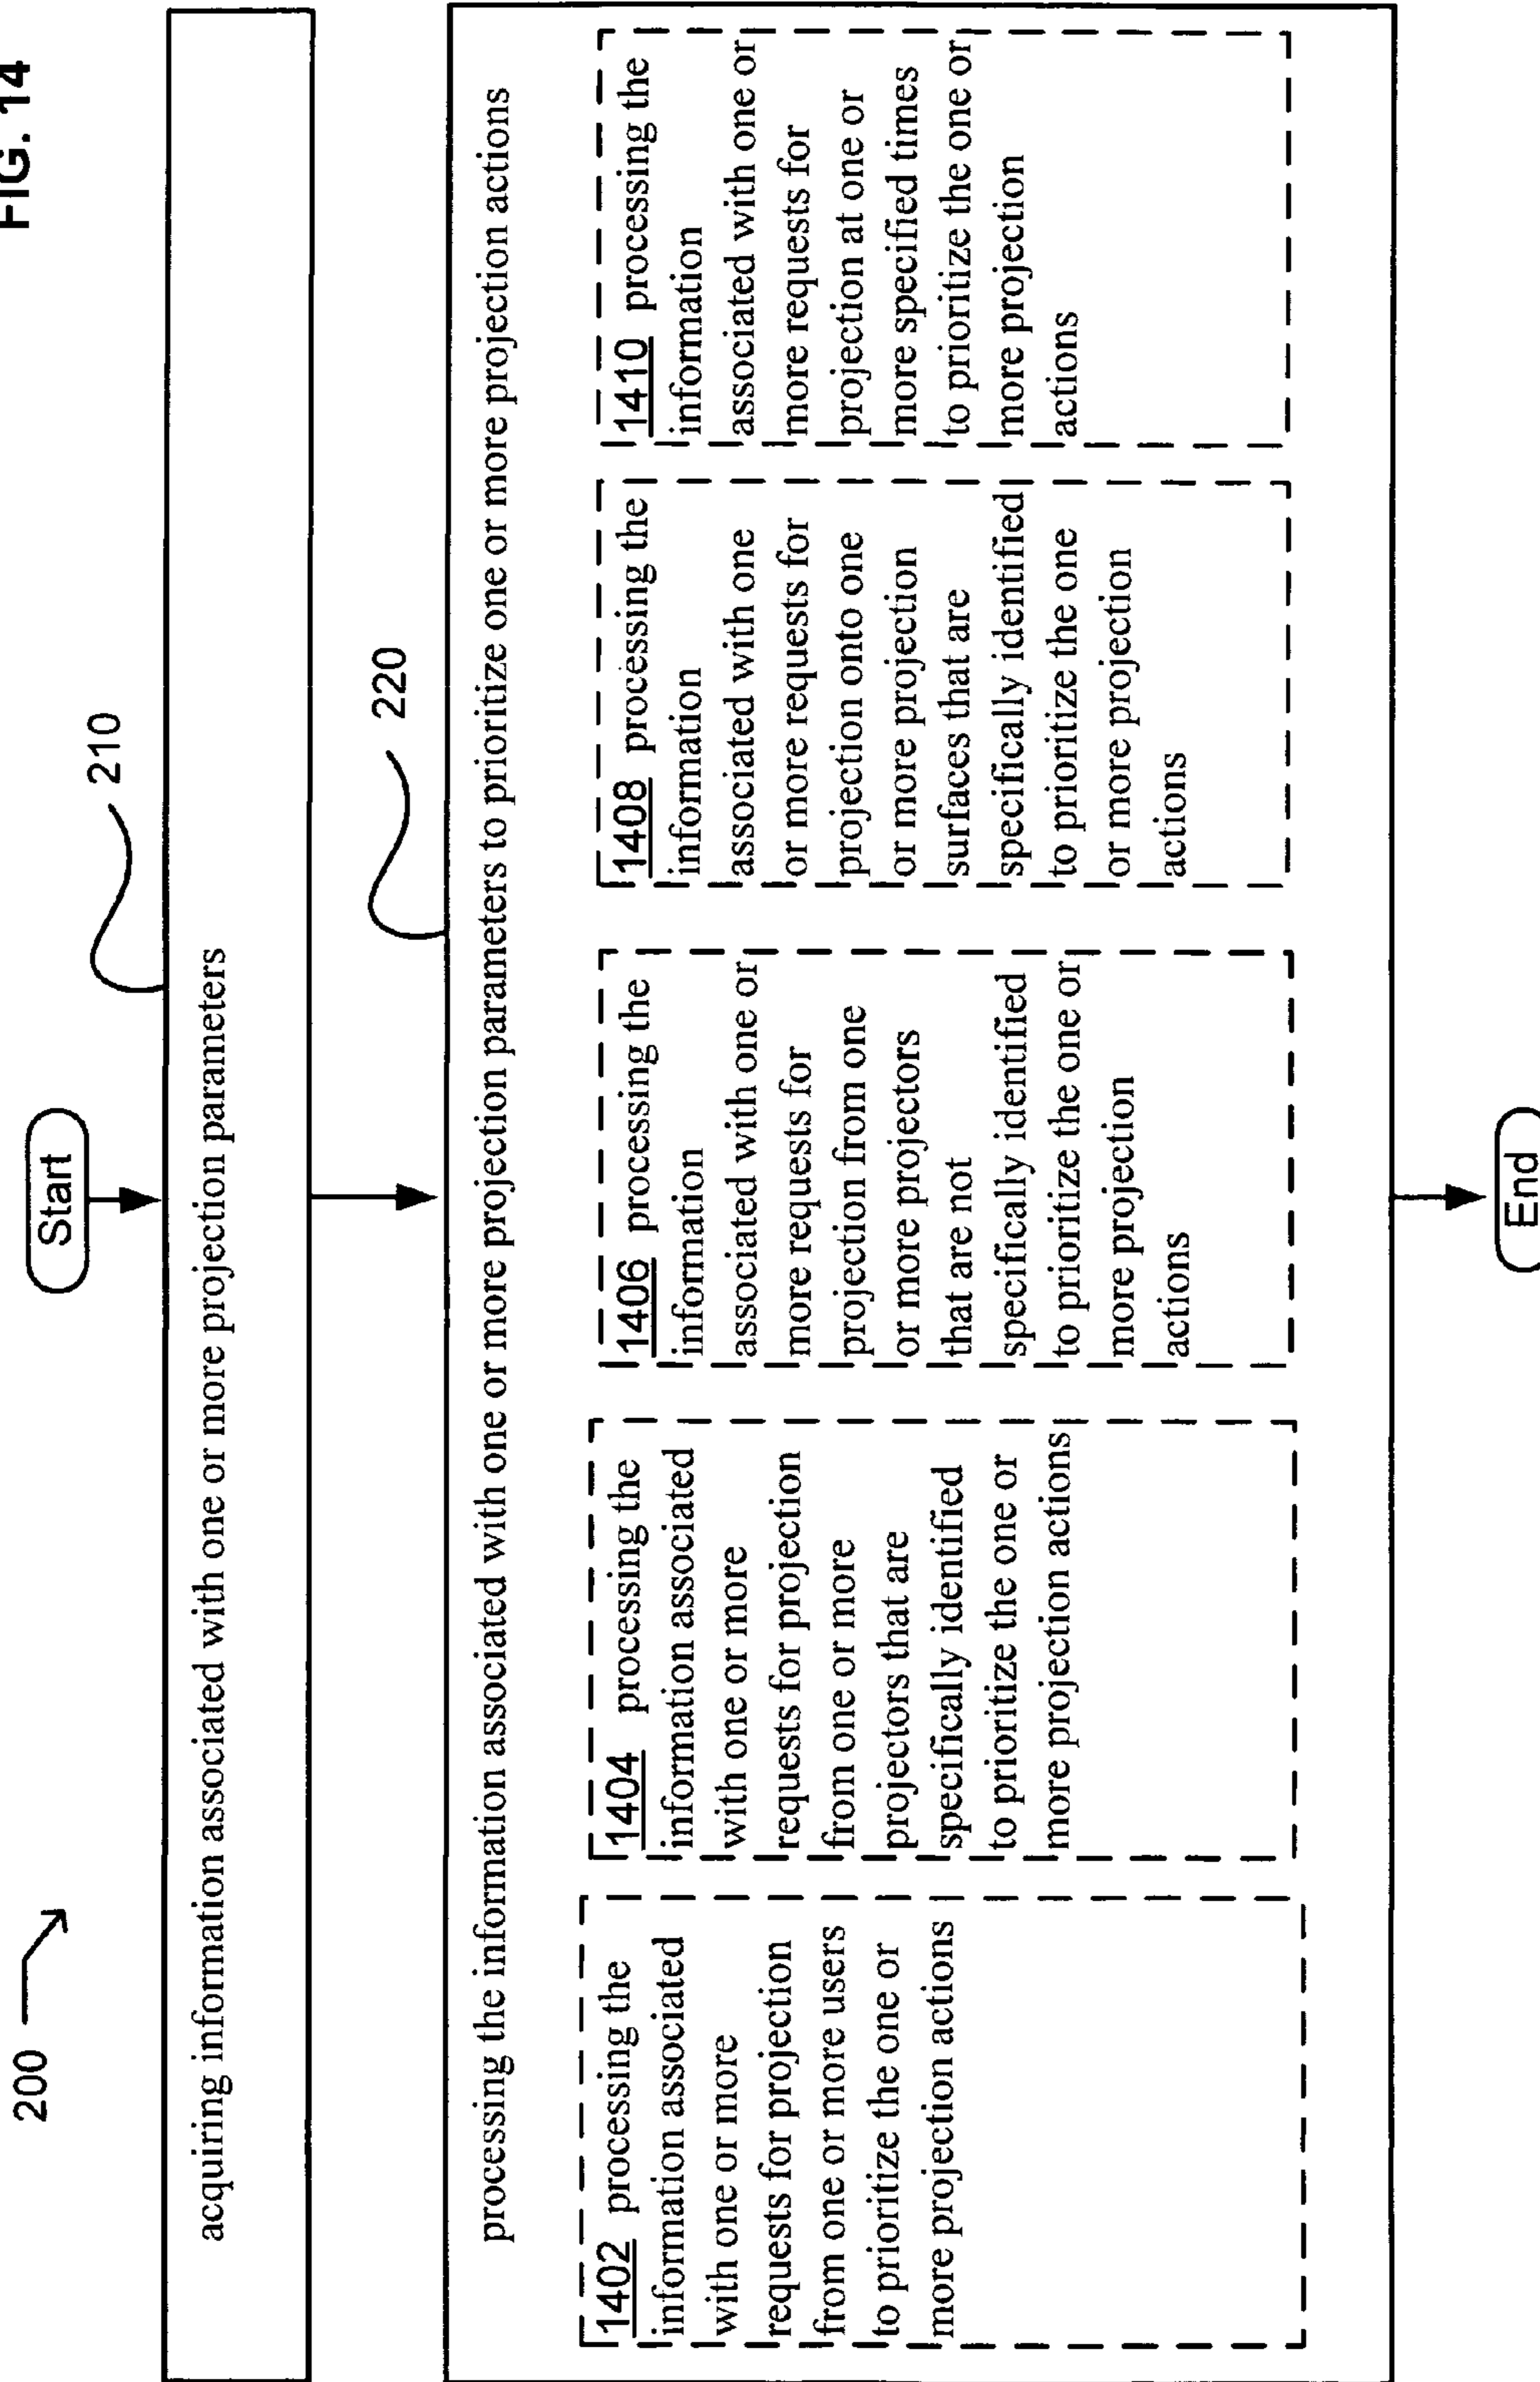 FIG. 14
200
Start
210
acquiring information associated with one or more projection parameters
220
processing the information associated with one or more projection parameters to prioritize one or more projection actions
1402 processing the
information associated
with one or more
requests for projection
from one or more users
to prioritize the one or
more projection actions
1404 processing the
information associated
with one or more
requests for projection
from one or more
projectors that are
specifically identified
to prioritize the one or
more projection actions
1406 processing the
information
associated with one or
more requests for
projection from one
or more projectors
that are not
specifically identified
to prioritize the one or
more projection
actions
1408 processing the
information
associated with one
or more requests for
projection onto one
or more projection
surfaces that are
specifically identified
to prioritize the one
or more projection
actions
1410 processing the
information
associated with one or
more requests for
projection at one or
more specified times
to prioritize the one or
more projection
actions
End